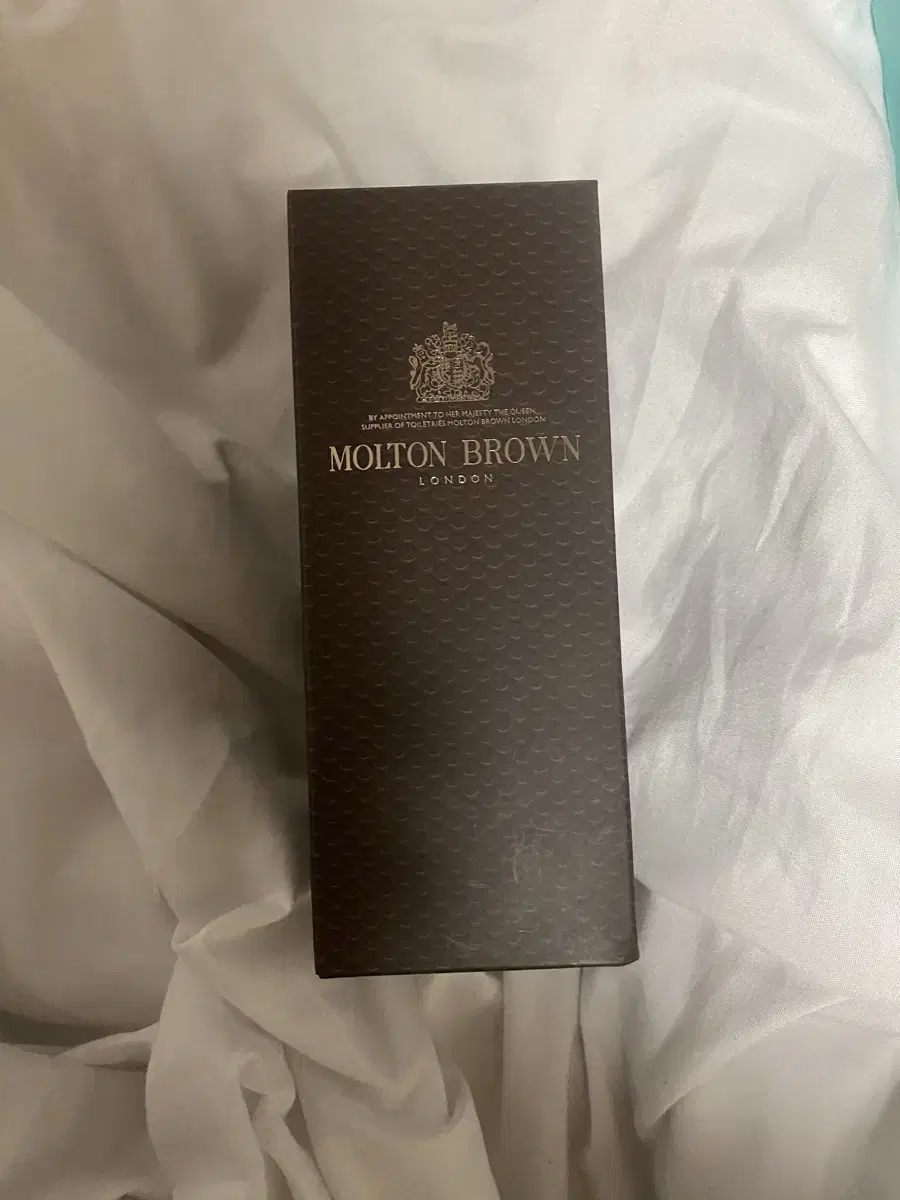 BY APPOINTMENT TO HER MAJESTY THE QUEEN
SUPPLIER OF TOILETRIES MOLTON BROWN LONDON
MOLTON BROWN
LONDON